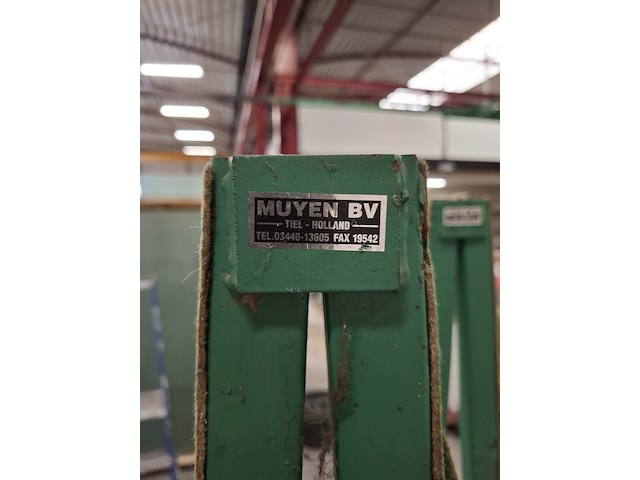 MUYEN BV
TIEL - HOLLAND
TEL.03440-13605 FAX 19542